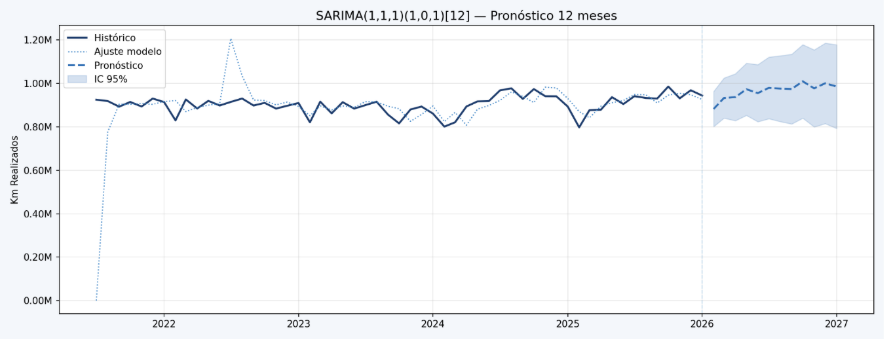 SARIMA(1,1,1)(1,0,1)[12] — Pronóstico 12 meses
Histórico
Ajuste modelo
Pronóstico
IC 95%
Km Realizados
1.20M
1.00M
0.80M
0.60M
0.40M
0.20M
0.00M
2022 2023 2024 2025 2026 2027